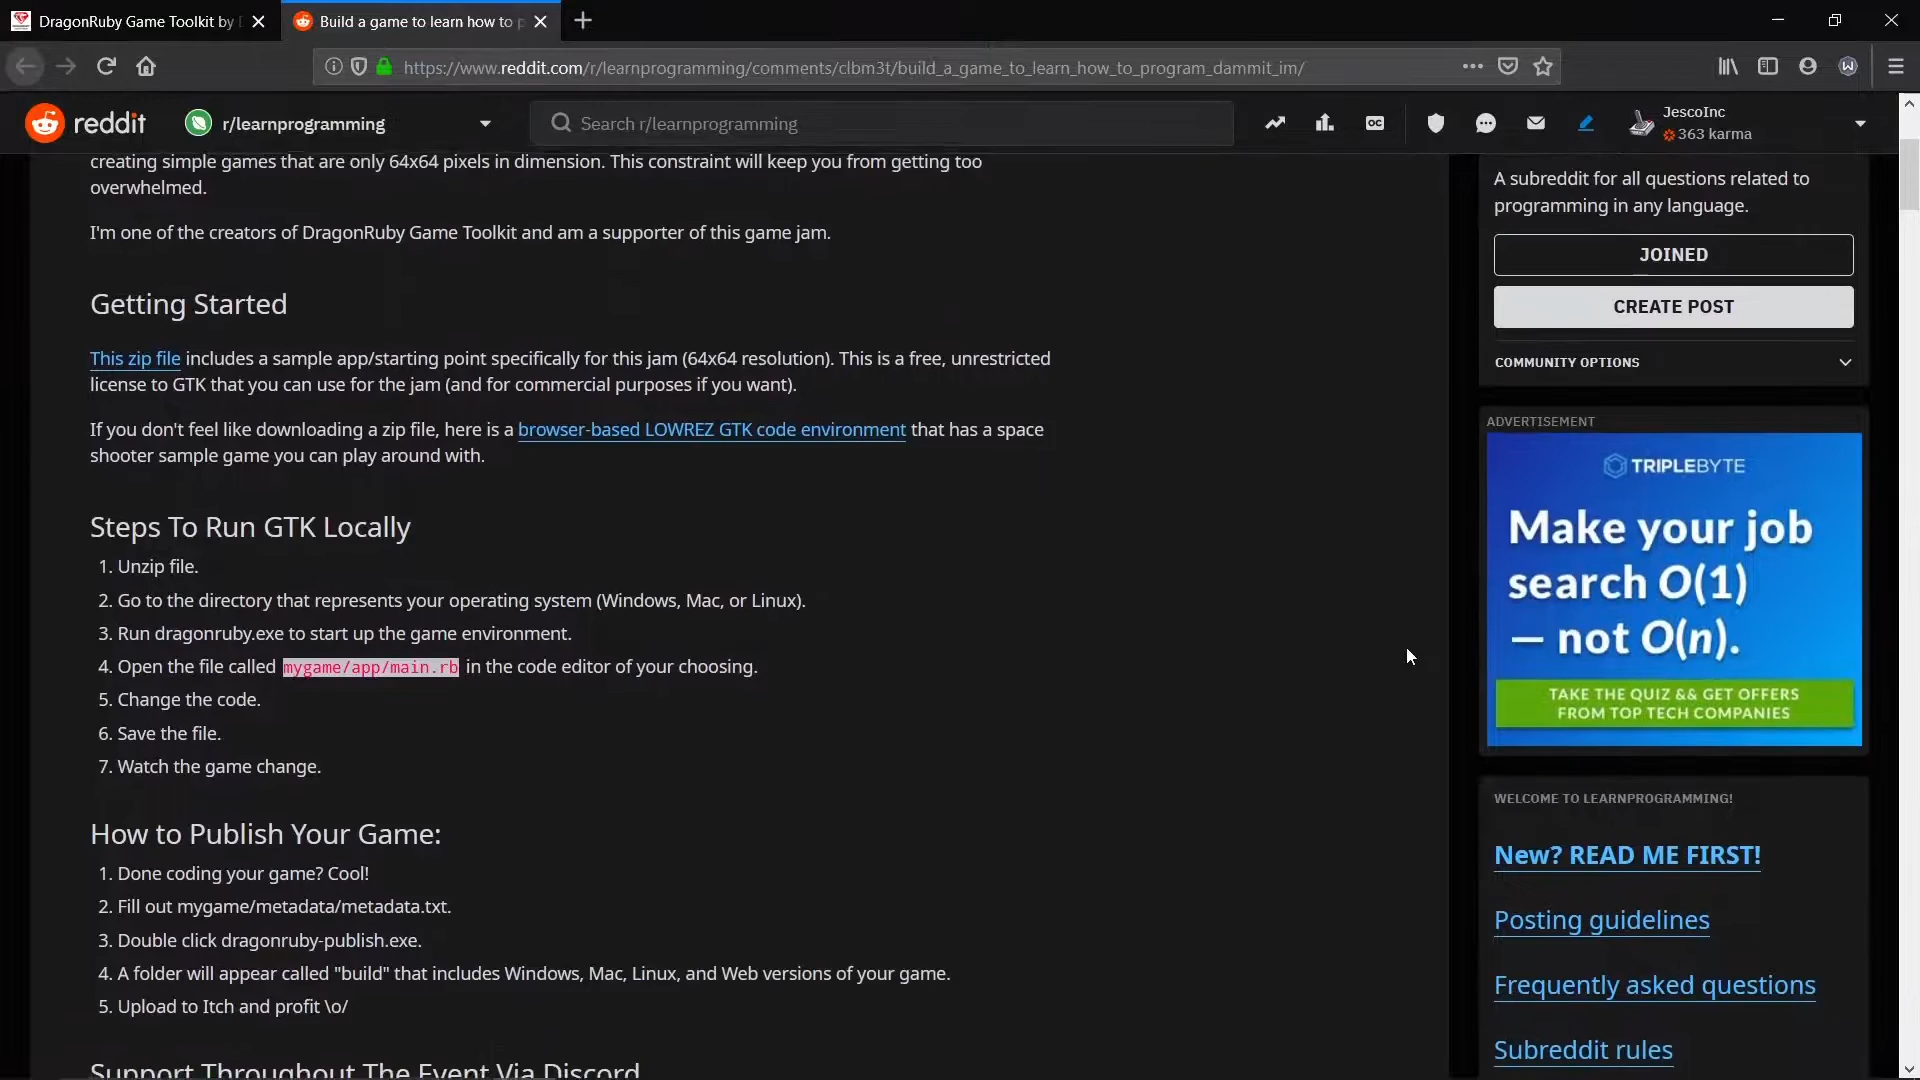 DragonRuby Game Toolkit by
Build a game to learn how to
https://www.reddit.com/r/learnprogramming/comments/clbm3t/build_a_game_to_learn_how_to_program_dammit_im/
reddit
r/learnprogramming
Search r/learnprogramming
OC
JescoInc
363 karma
creating simple games that are only 64x64 pixels in dimension. This constraint will keep you from getting too
overwhelmed.
I'm one of the creators of DragonRuby Game Toolkit and am a supporter of this game jam.
Getting Started
This zip file includes a sample app/starting point specifically for this jam (64x64 resolution). This is a free, unrestricted
license to GTK that you can use for the jam (and for commercial purposes if you want).
If you don't feel like downloading a zip file, here is a browser-based LOWREZ GTK code environment that has a space
shooter sample game you can play around with.
Steps To Run GTK Locally
1. Unzip file.
2. Go to the directory that represents your operating system (Windows, Mac, or Linux).
3. Run dragonruby.exe to start up the game environment.
4. Open the file called mygame/app/main.rb in the code editor of your choosing.
5. Change the code.
6. Save the file.
7. Watch the game change.
How to Publish Your Game:
1. Done coding your game? Cool!
2. Fill out mygame/metadata/metadata.txt.
3. Double click dragonruby-publish.exe.
4. A folder will appear called "build" that includes Windows, Mac, Linux, and Web versions of your game.
5. Upload to Itch and profit \o/
Support Throughout The Event Via Discord
A subreddit for all questions related to
programming in any language.
JOINED
CREATE POST
COMMUNITY OPTIONS
ADVERTISEMENT
TRIPLEBYTE
Make your job
search O(1)
— not O(n).
TAKE THE QUIZ && GET OFFERS
FROM TOP TECH COMPANIES
WELCOME TO LEARNPROGRAMMING!
New? READ ME FIRST!
Posting guidelines
Frequently asked questions
Subreddit rules